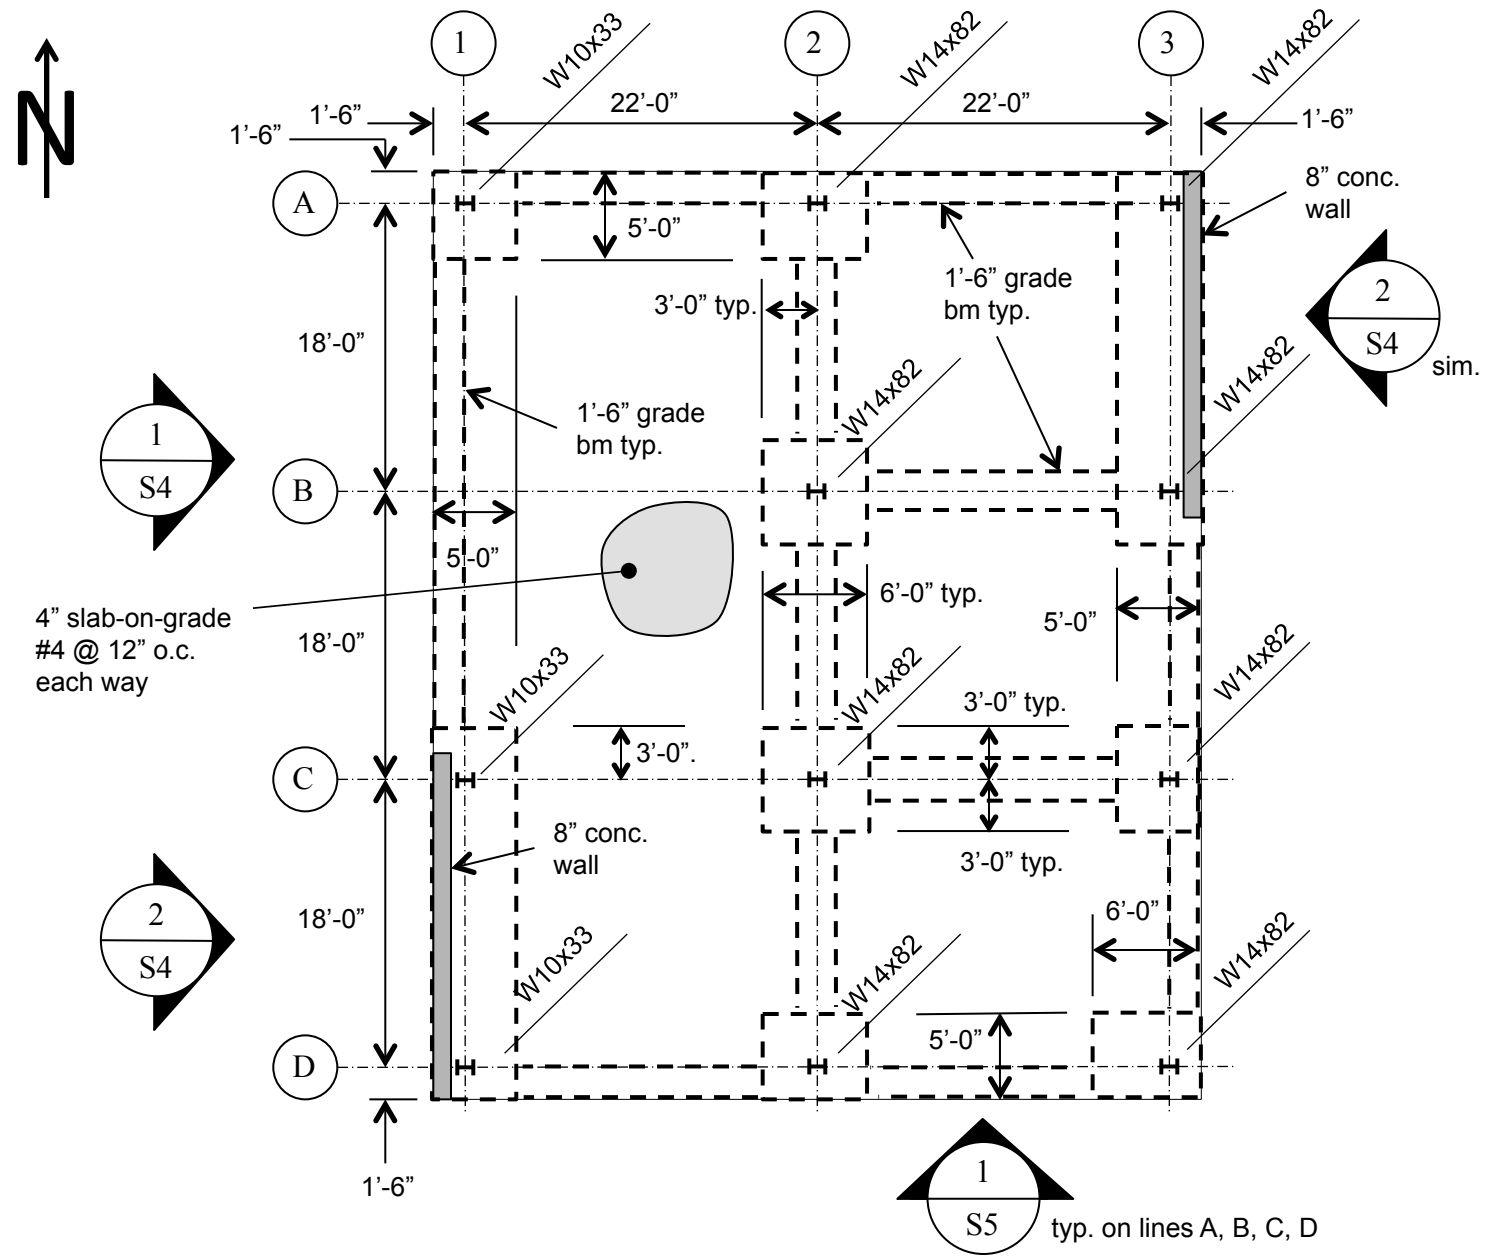 N
1
2
3
W10x33
W14x82
W14x82
1’-6”
22’-0”
22’-0”
1’-6”
1’-6”
A
5’-0”
8” conc.
wall
1’-6” grade
bm typ.
3’-0” typ.
18’-0”
2
S4
sim.
W14x82
W14x82
1’-6” grade
bm typ.
1
S4
B
5’-0”
6’-0” typ.
5’-0”
4” slab-on-grade
#4 @ 12” o.c.
each way
18’-0”
W10x33
W14x82
W14x82
3’-0” typ.
3’-0”.
C
8” conc.
wall
3’-0” typ.
2
S4
18’-0”
6’-0”
W10x33
W14x82
W14x82
5’-0”
D
1’-6”
1
S5
typ. on lines A, B, C, D